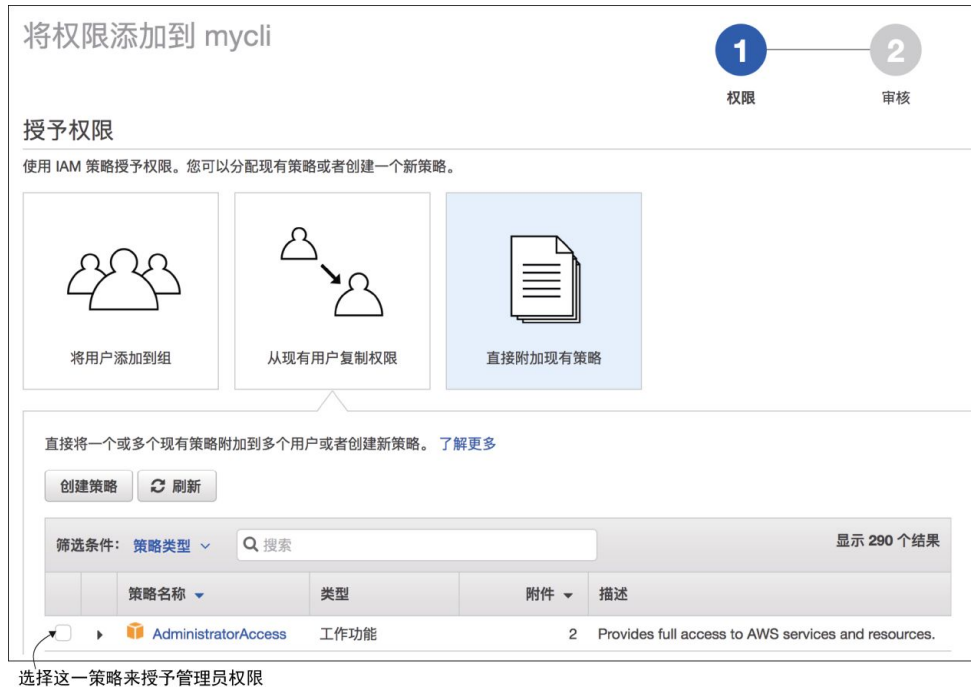 将权限添加到 mycli
1
2
权限
审核
授予权限
使用 IAM 策略授予权限。您可以分配现有策略或者创建一个新策略。
将用户添加到组
从现有用户复制权限
直接附加现有策略
直接将一个或多个现有策略附加到多个用户或者创建新策略。 了解更多
创建策略
刷新
筛选条件: 策略类型
搜索
显示 290 个结果
策略名称 类型 附件 描述
AdministratorAccess 工作功能 2 Provides full access to AWS services and resources.
选择这一策略来授予管理员权限